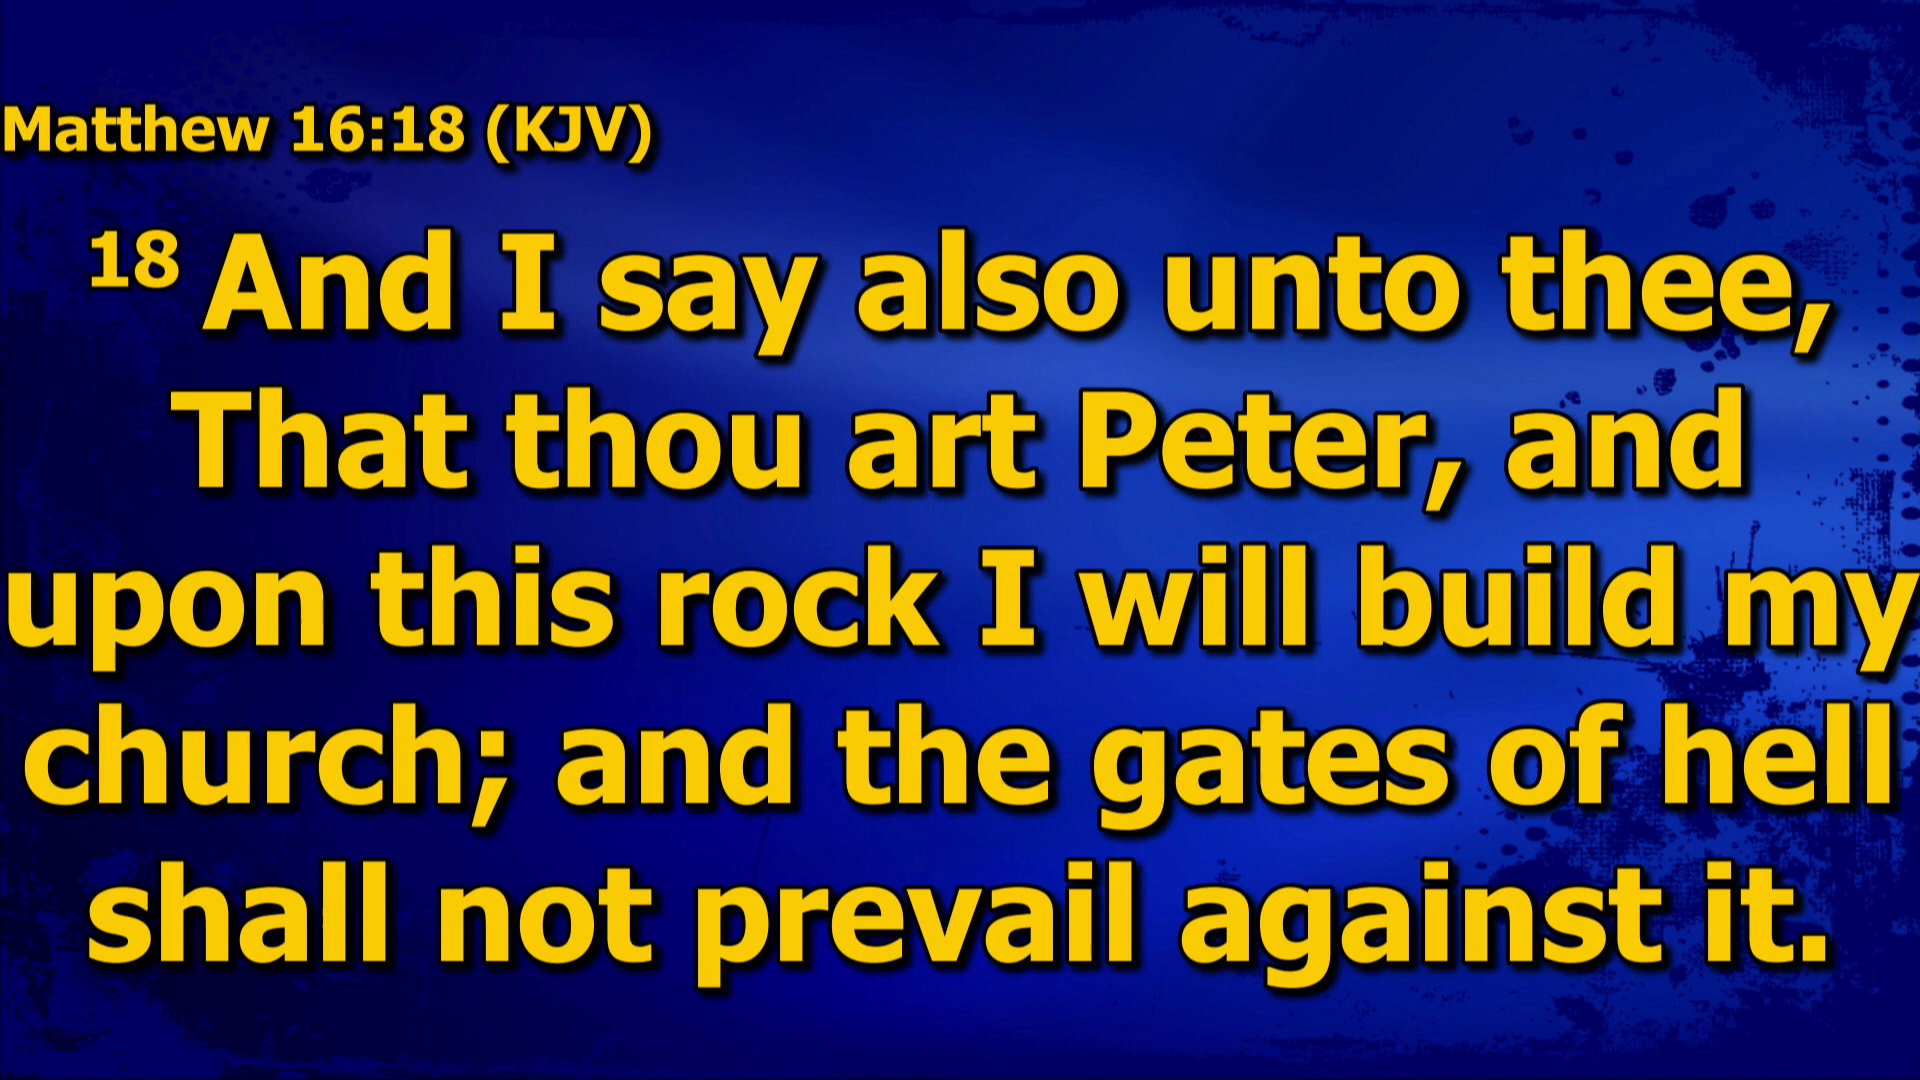 Matthew 16:18 (KJV)
18 And I say also unto thee,
That thou art Peter, and
upon this rock I will build my
church; and the gates of hell
shall not prevail against it.